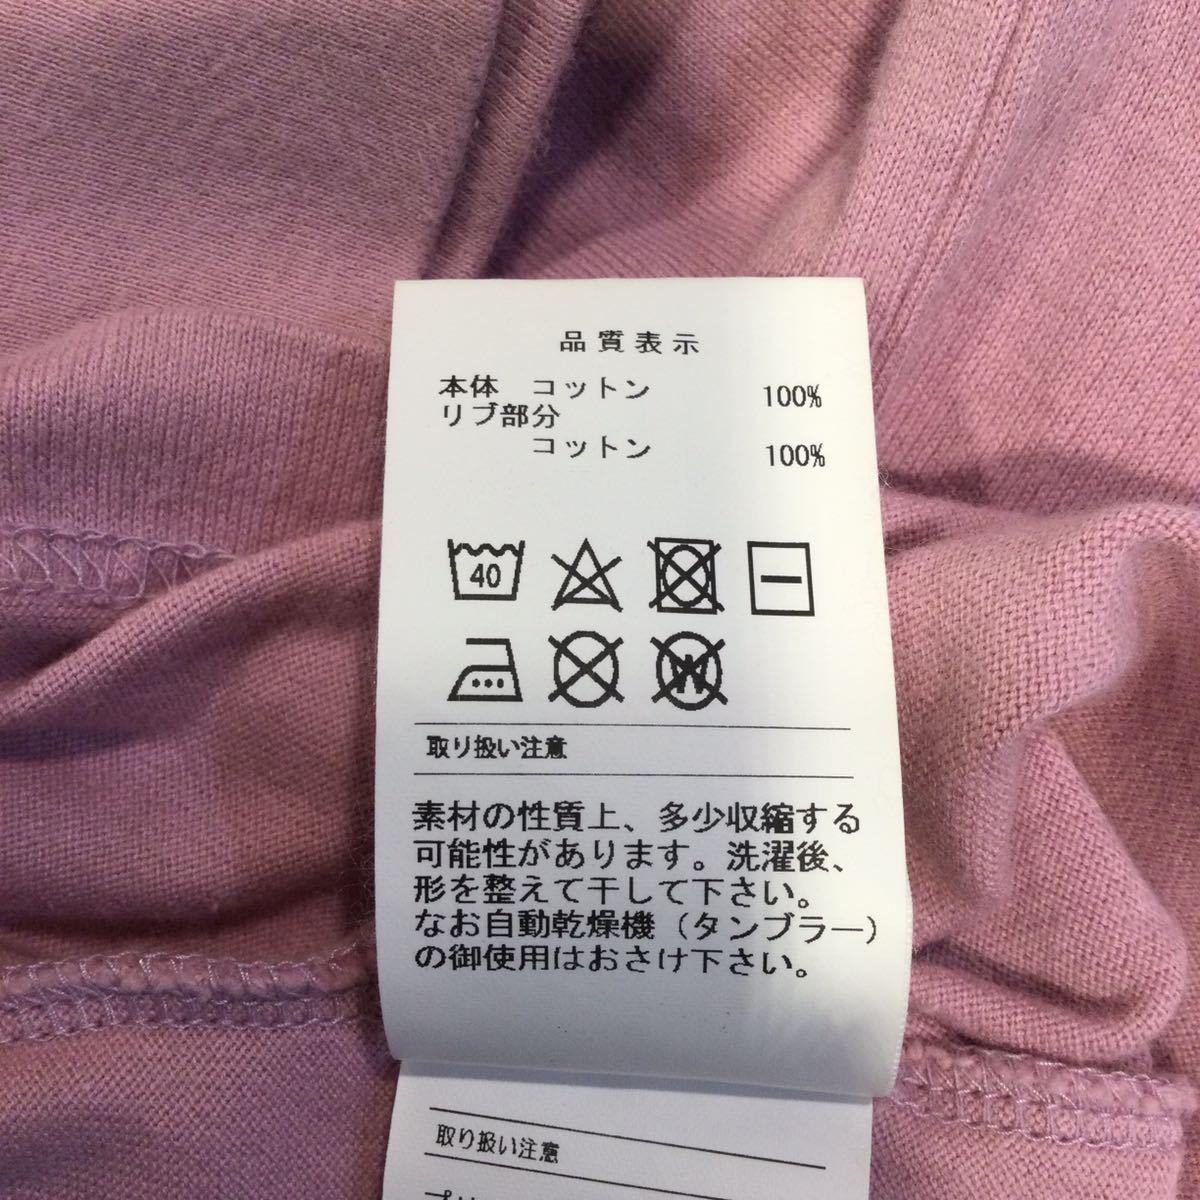 品質表示
本体 コットン 100%
リブ部分
コットン 100%
40
W
取り扱い注意
素材の性質上、多少収縮する
可能性があります。洗濯後、
形を整えて干して下さい。
なお自動乾燥機（タンブラー）
の御使用はおさけ下さい。
取り扱い注意